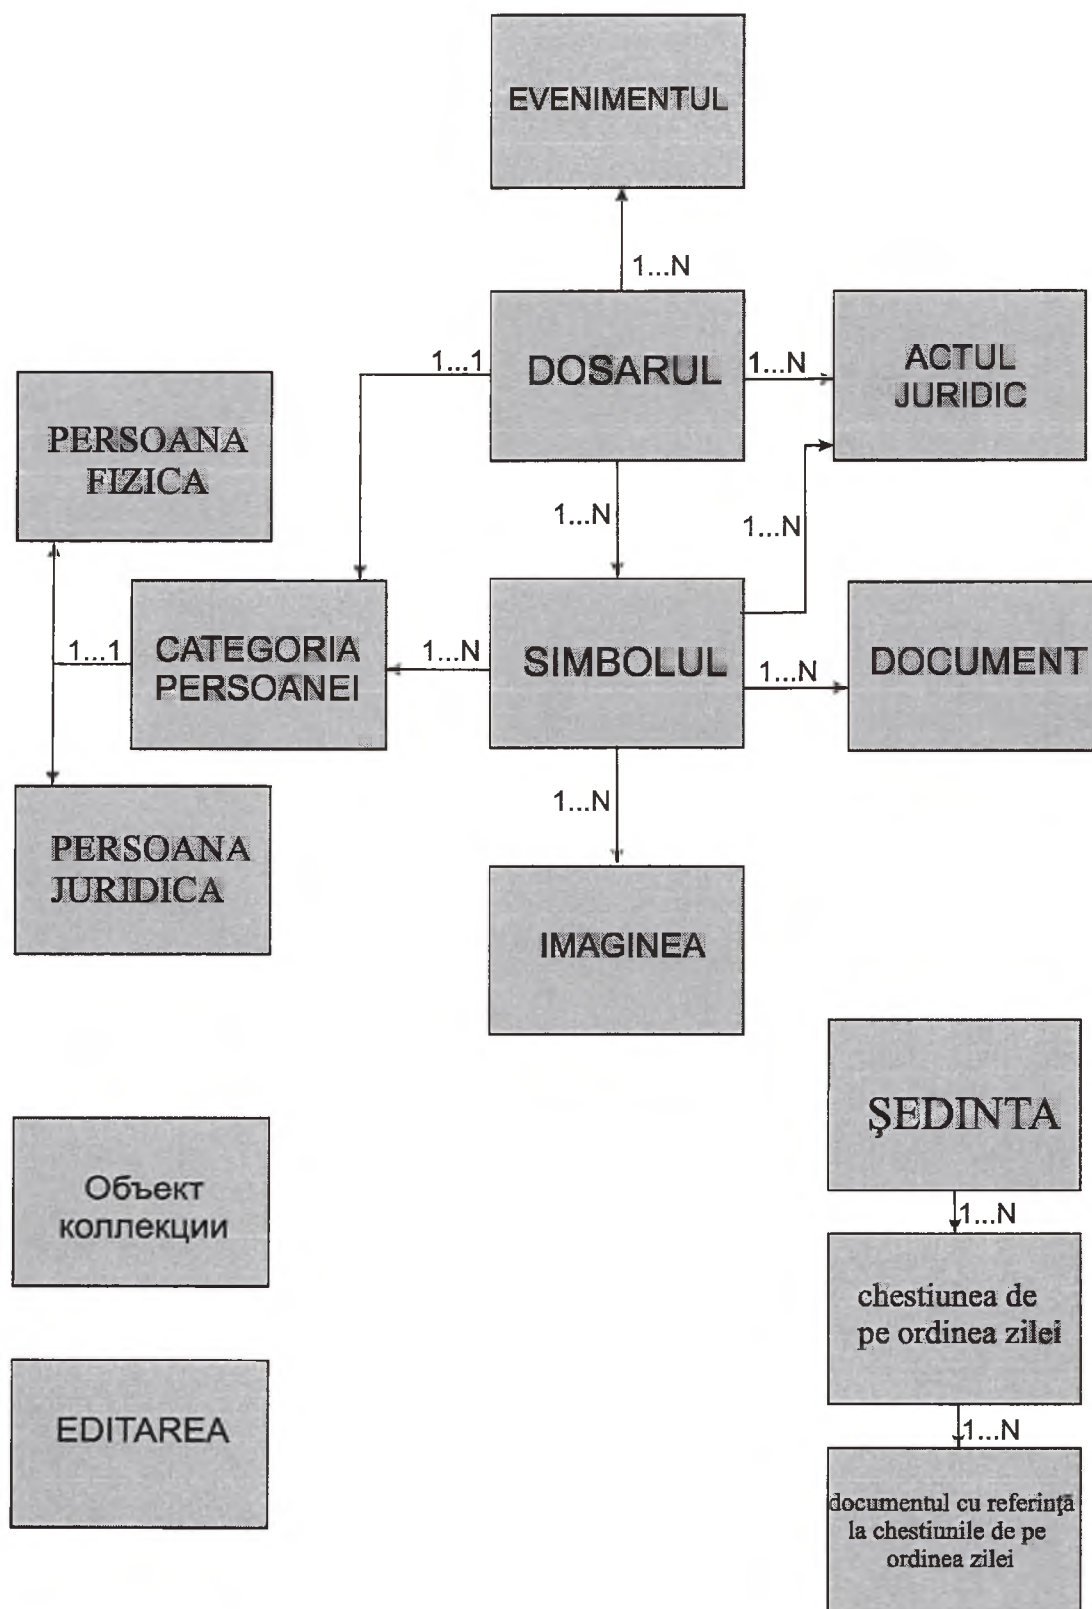 EVENIMENTUL
1...N
DOSARUL
1...1
1...N
ACTUL
JURIDIC
PERSOANA
FIZICA
1...N
1...N
CATEGORIA
PERSOANEI
1...1
1...N
SIMBOLUL
1...N
DOCUMENT
PERSOANA
JURIDICA
1...N
IMAGINEA
ŞEDINTA
Объект
коллекции
1...N
chestiunea de
pe ordinea zilei
EDITAREA
1...N
documentul cu referinţă
la chestiunile de pe
ordinea zilei